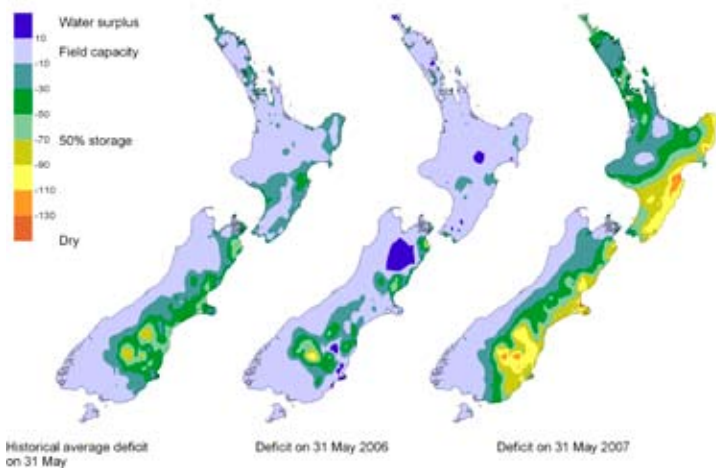 Water surplus
10
Field capacity
-10
-30
-50
50% storage
-70
-90
-110
-130
Dry
Historical average deficit
on 31 May
Deficit on 31 May 2006
Deficit on 31 May 2007